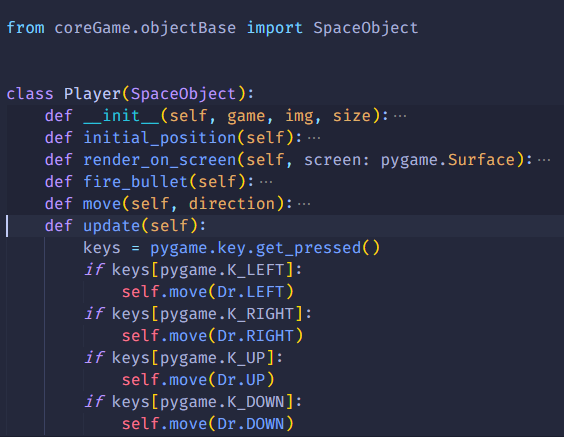 from coreGame.objectBase import SpaceObject
class Player(SpaceObject):
    def __init__(self, game, img, size):···
    def initial_position(self):···
    def render_on_screen(self, screen: pygame.Surface):···
    def fire_bullet(self):···
    def move(self, direction):···
    def update(self):
        keys = pygame.key.get_pressed()
        if keys[pygame.K_LEFT]:
            self.move(Dr.LEFT)
        if keys[pygame.K_RIGHT]:
            self.move(Dr.RIGHT)
        if keys[pygame.K_UP]:
            self.move(Dr.UP)
        if keys[pygame.K_DOWN]:
            self.move(Dr.DOWN)